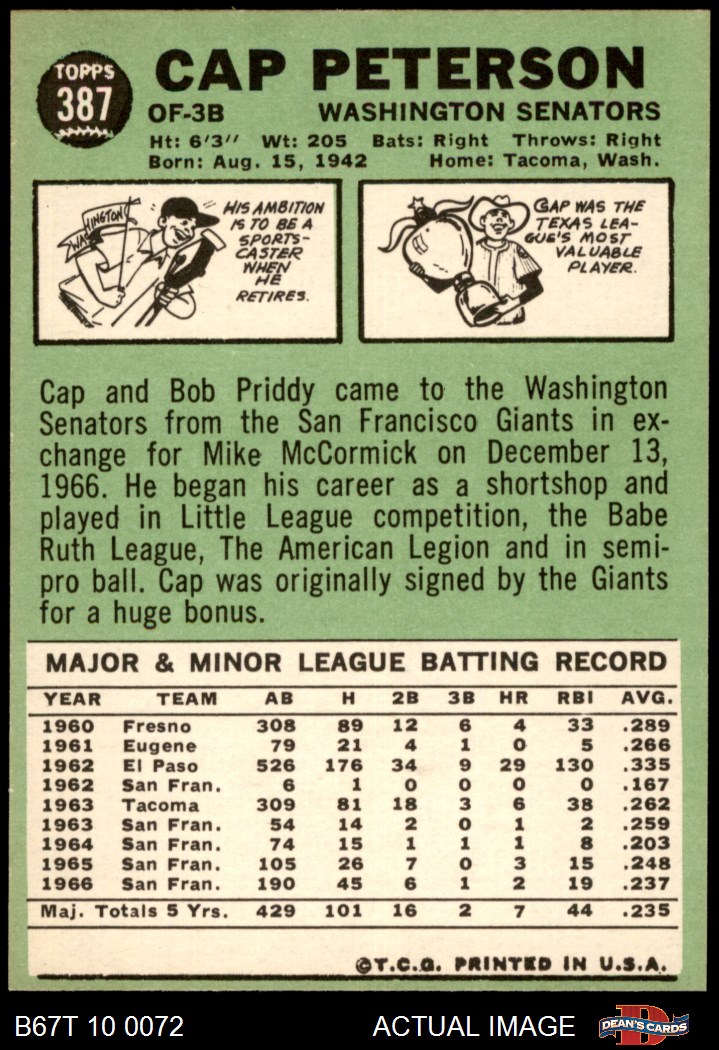 TOPPS
387
CAP PETERSON
OF-3B WASHINGTON SENATORS
Ht: 6'3" Wt: 205 Bats: Right Throws: Right
Born: Aug. 15, 1942 Home: Tacoma, Wash.
WASHINGTON
HIS AMBITION
IS TO BE A
SPORTS-
CASTER
WHEN
HE
RETIRES.
CAP WAS THE
TEXAS LEA-
GUE'S MOST
VALUABLE
PLAYER.
Cap and Bob Priddy came to the Washington
Senators from the San Francisco Giants in ex-
change for Mike McCormick on December 13,
1966. He began his career as a shortshop and
played in Little League competition, the Babe
Ruth League, The American Legion and in semi-
pro ball. Cap was originally signed by the Giants
for a huge bonus.
MAJOR & MINOR LEAGUE BATTING RECORD
YEAR TEAM AB H 2B 3B HR RBI AVG.
1960 Fresno 308 89 12 6 4 33 .289
1961 Eugene 79 21 4 1 0 5 .266
1962 El Paso 526 176 34 9 29 130 .335
1962 San Fran. 6 1 0 0 0 0 .167
1963 Tacoma 309 81 18 3 6 38 .262
1963 San Fran. 54 14 2 0 1 2 .259
1964 San Fran. 74 15 1 1 1 8 .203
1965 San Fran. 105 26 7 0 3 15 .248
1966 San Fran. 190 45 6 1 2 19 .237
Maj. Totals 5 Yrs. 429 101 16 2 7 44 .235
©T.C.G. PRINTED IN U.S.A.
B67T 10 0072 ACTUAL IMAGE
D
DEAN'S CARDS